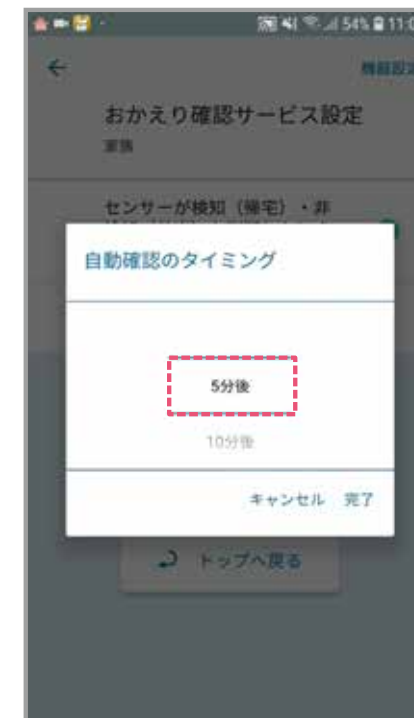 54% 11:0
機能設定
おかえり確認サービス設定
家族
センサーが検知（帰宅）・非
自動確認のタイミング
5分後
10分後
キャンセル 完了
トップへ戻る